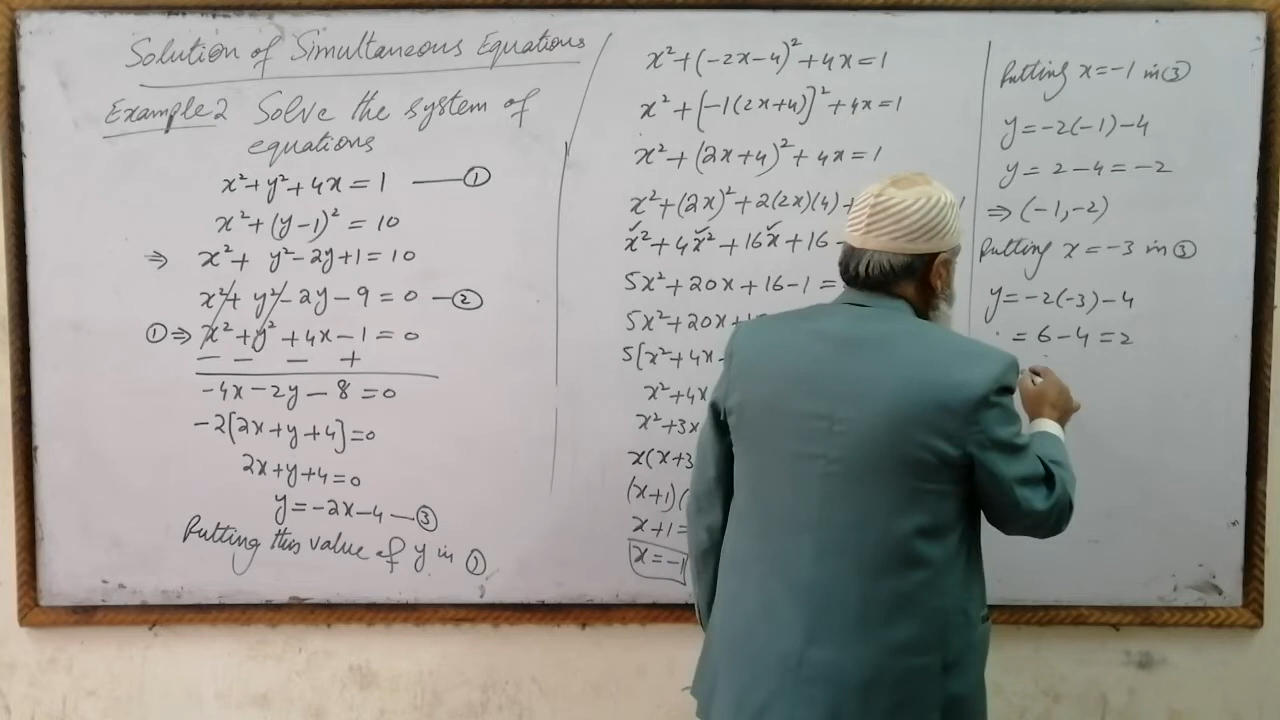 Solution of Simultaneous Equations
Example 2 Solve the system of
equations
x²+y²+4x=1 —①
x²+(y-1)²=10
⇒ x²+ y²-2y+1=10
x²+ y²-2y-9=0 —②
①⇒ x²+y²+4x-1=0
— — — +
-4x-2y-8=0
-2[2x+y+4]=0
2x+y+4=0
y=-2x-4 —③
Putting this value of y in ①
x²+(-2x-4)²+4x=1
x²+[-1(2x+4)]²+4x=1
x²+(2x+4)²+4x=1
x²+(2x)²+2(2x)(4)+
x²+4x²+16x+16
5x²+20x+16-1=
5x²+20x+
5(x²+4x
x²+4x
x²+3x
x(x+3
(x+1)(
x+1=
x=-1
Putting x=-1 in ③
y=-2(-1)-4
y=2-4=-2
⇒(-1,-2)
Putting x=-3 in ③
y=-2(-3)-4
=6-4=2